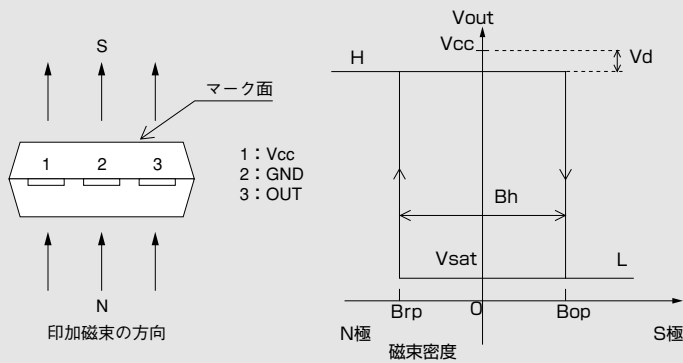 S
マーク面
1 2 3
1：Vcc
2：GND
3：OUT
N
印加磁束の方向
Vout
Vcc
H
Vd
Bh
Vsat
L
Brp
O
Bop
N極
S極
磁束密度